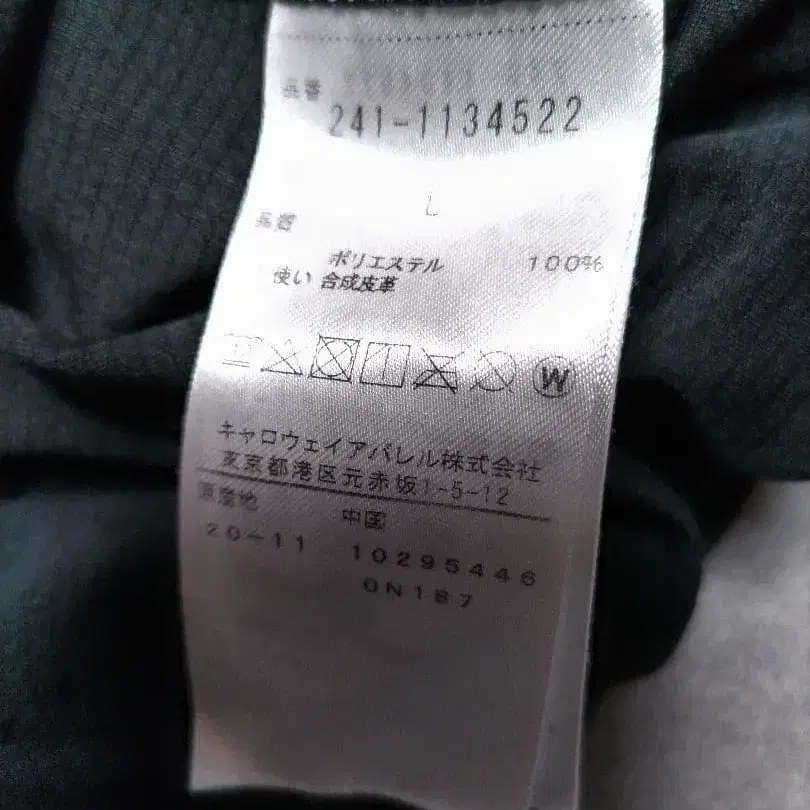 品番
241-1134522
L
品質
ポリエステル 100%
使い 合成皮革
W
キャロウェイアパレル株式会社
東京都港区元赤坂1-5-12
原産地 中国
20-11 10295446
0N1B7